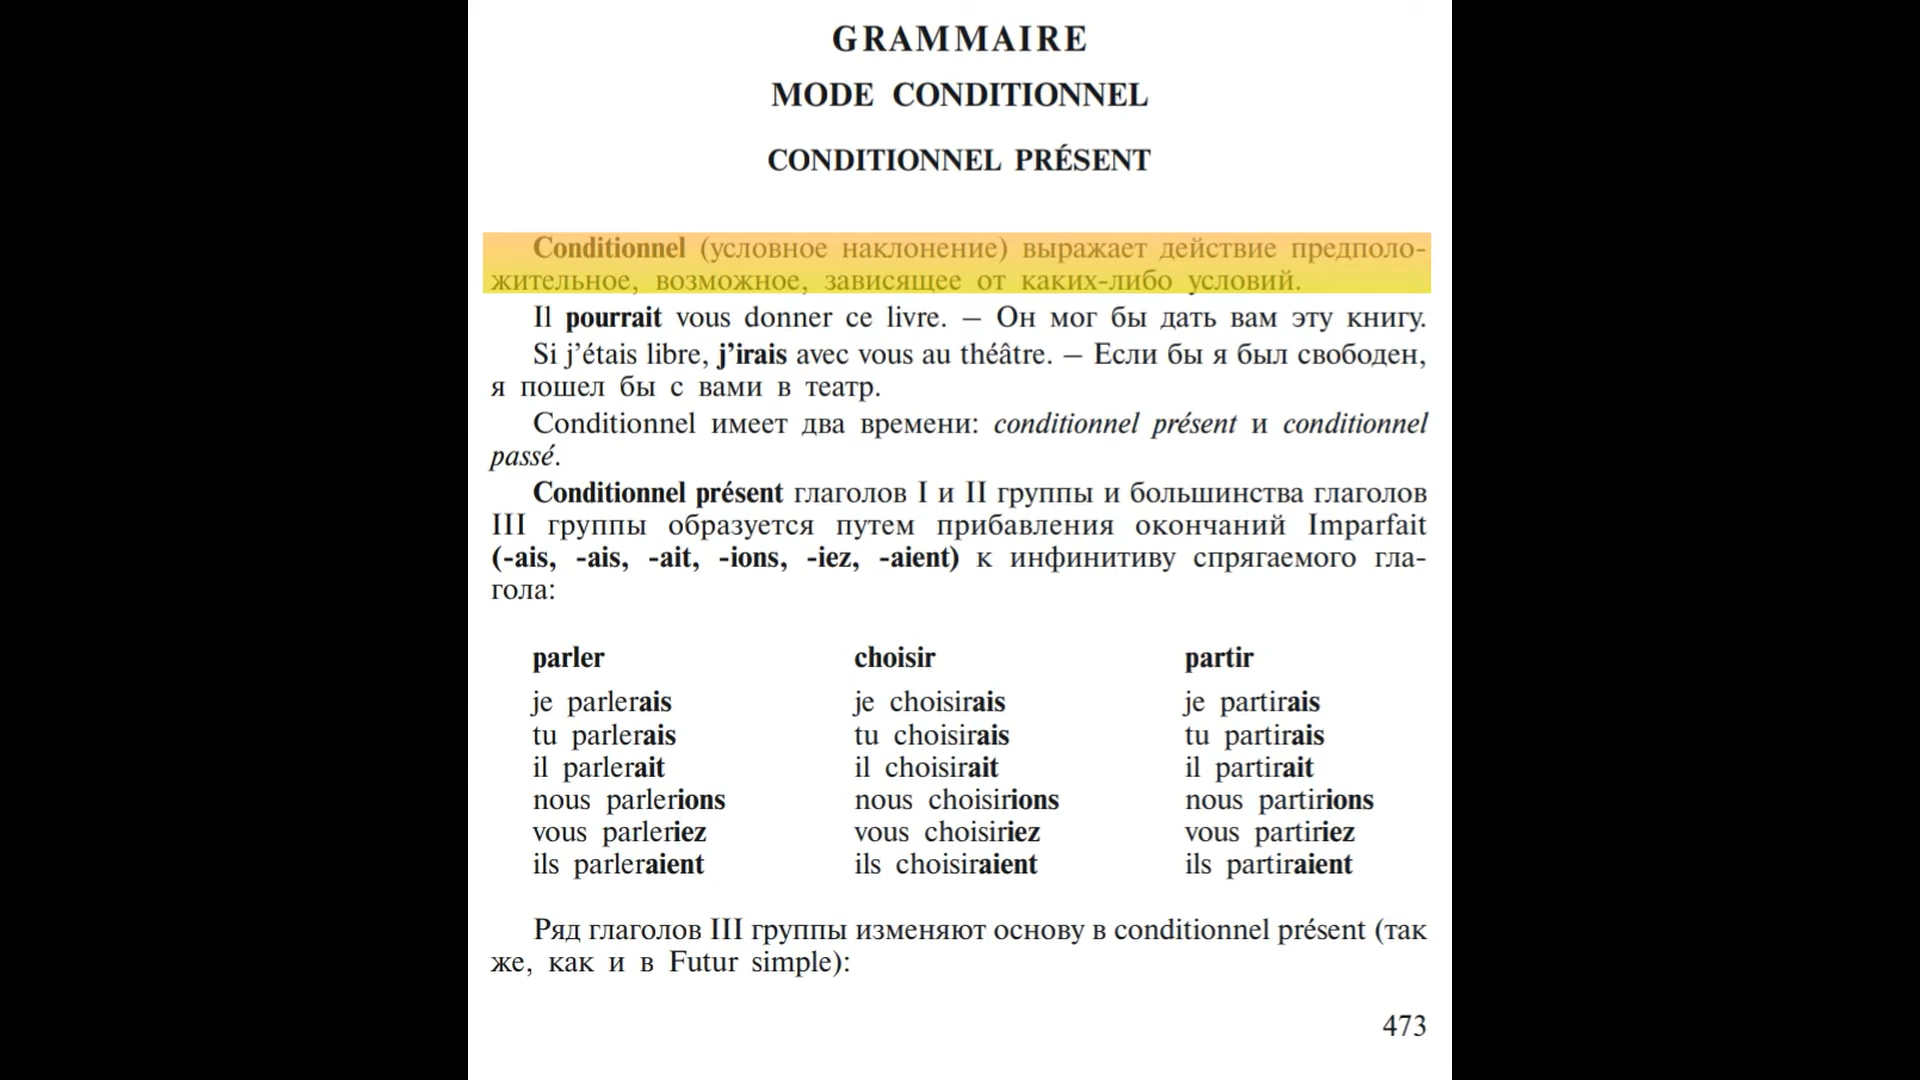 GRAMMAIRE
MODE CONDITIONNEL
CONDITIONNEL PRÉSENT
Conditionnel (условное наклонение) выражает действие предполо-
жительное, возможное, зависящее от каких-либо условий.
Il pourrait vous donner ce livre. — Он мог бы дать вам эту книгу.
Si j’étais libre, j’irais avec vous au théâtre. — Если бы я был свободен,
я пошел бы с вами в театр.
Conditionnel имеет два времени: conditionnel présent и conditionnel
passé.
Conditionnel présent глаголов I и II группы и большинства глаголов
III группы образуется путем прибавления окончаний Imparfait
(-ais, -ais, -ait, -ions, -iez, -aient) к инфинитиву спрягаемого гла-
гола:
parler choisir partir
je parlerais je choisirais je partirais
tu parlerais tu choisirais tu partirais
il parlerait il choisirait il partirait
nous parlerions nous choisirions nous partirions
vous parleriez vous choisiriez vous partiriez
ils parleraient ils choisiraient ils partiraient
Ряд глаголов III группы изменяют основу в conditionnel présent (так
же, как и в Futur simple):
473